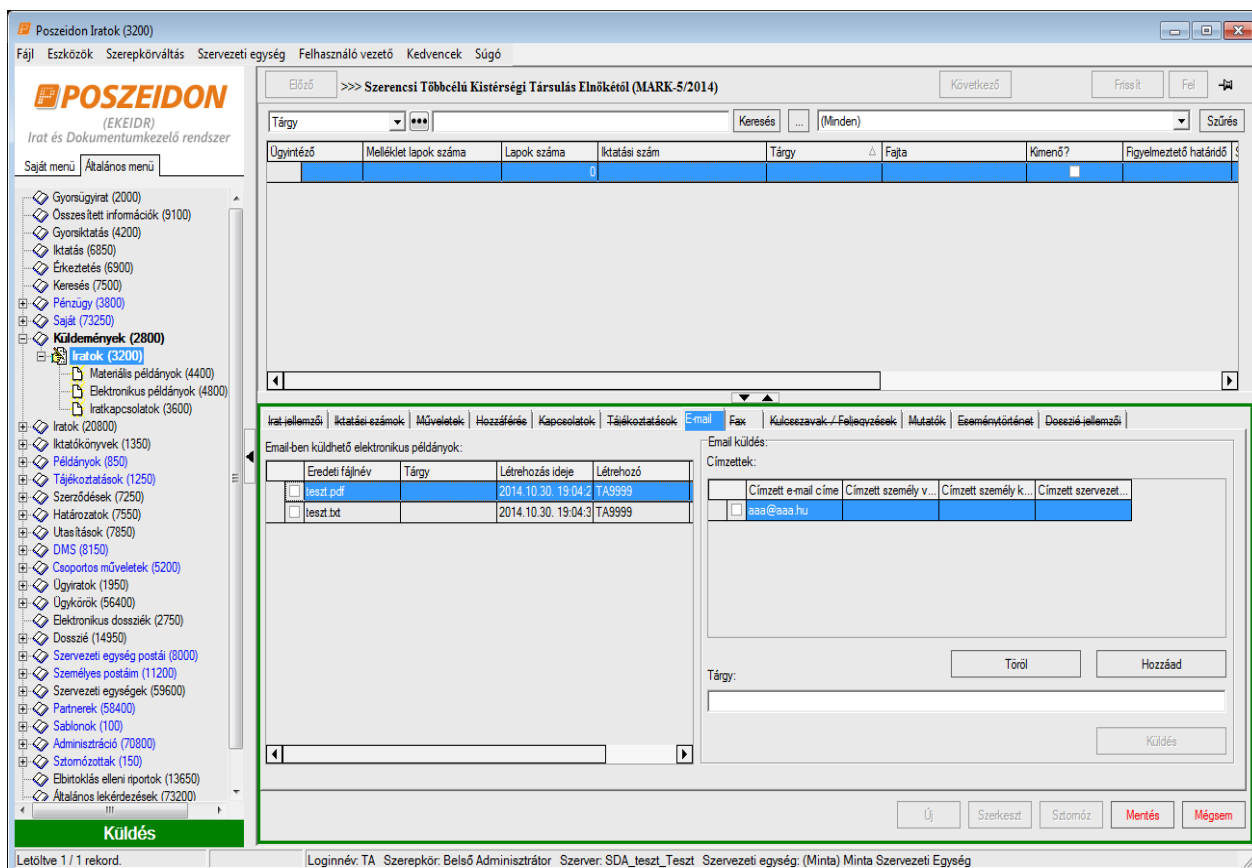 Poszeidon Iratok (3200)
Fájl Eszközök Szerepkörváltás Szervezeti egység Felhasználó vezető Kedvencek Súgó
POSZEIDON
(EKEIDR)
Irat és Dokumentumkezelő rendszer
Saját menü Általános menü
Gyorsügyirat (2000)
Összesített információk (9100)
Gyorsiktatás (4200)
Iktatás (6850)
Érkeztetés (6900)
Keresés (7500)
Pénzügy (3800)
Saját (73250)
Küldemények (2800)
Iratok (3200)
Materiális példányok (4400)
Elektronikus példányok (4800)
Iratkapcsolatok (3600)
Iratok (20800)
Iktatókönyvek (1350)
Példányok (850)
Tájékoztatások (1250)
Szerződések (7250)
Határozatok (7550)
Utasítások (7850)
DMS (8150)
Csoportos műveletek (5200)
Ügyiratok (1950)
Ügykörök (56400)
Elektronikus dossziék (2750)
Dosszié (14950)
Szervezeti egység postái (8000)
Személyes postáim (11200)
Szervezeti egységek (59600)
Partnerek (58400)
Sablonok (100)
Adminisztráció (70800)
Sztornózottak (150)
Elbirtoklás elleni riportok (13650)
Általános lekérdezések (73200)
Küldés
Előző >>> Szerencsi Többcélú Kistérségi Társulás Elnökétől (MARK-5/2014) Következő Frissít Fel
Tárgy Keresés ... (Minden) Szűrés
Ügyintéző Melléklet lapok száma Lapok száma Iktatási szám Tárgy Fajta Kimenő? Figyelmeztető határidő S
0
Irat jellemzői Iktatási számok Műveletek Hozzáférés Kapcsolatok Tájékoztatások E-mail Fax Kulcsszavak / Feljegyzések Mutatók Eseménytörténet Dosszié jellemzői
Email-ben küldhető elektronikus példányok:
Eredeti fájlnév Tárgy Létrehozás ideje Létrehozó
teszt.pdf 2014.10.30. 19:04:2 TA9999
teszt.txt 2014.10.30. 19:04:3 TA9999
Email küldés:
Címzettek:
Címzett e-mail címe Címzett személy v... Címzett személy k... Címzett szervezet...
aaa@aaa.hu
Töröl Hozzáad
Tárgy:
Küldés
Új Szerkeszt Sztornóz Mentés Mégsem
Letöltve 1 / 1 rekord. Loginnév: TA Szerepkör: Belső Adminisztrátor Szerver: SDA_teszt_Teszt Szervezeti egység: (Minta) Minta Szervezeti Egység